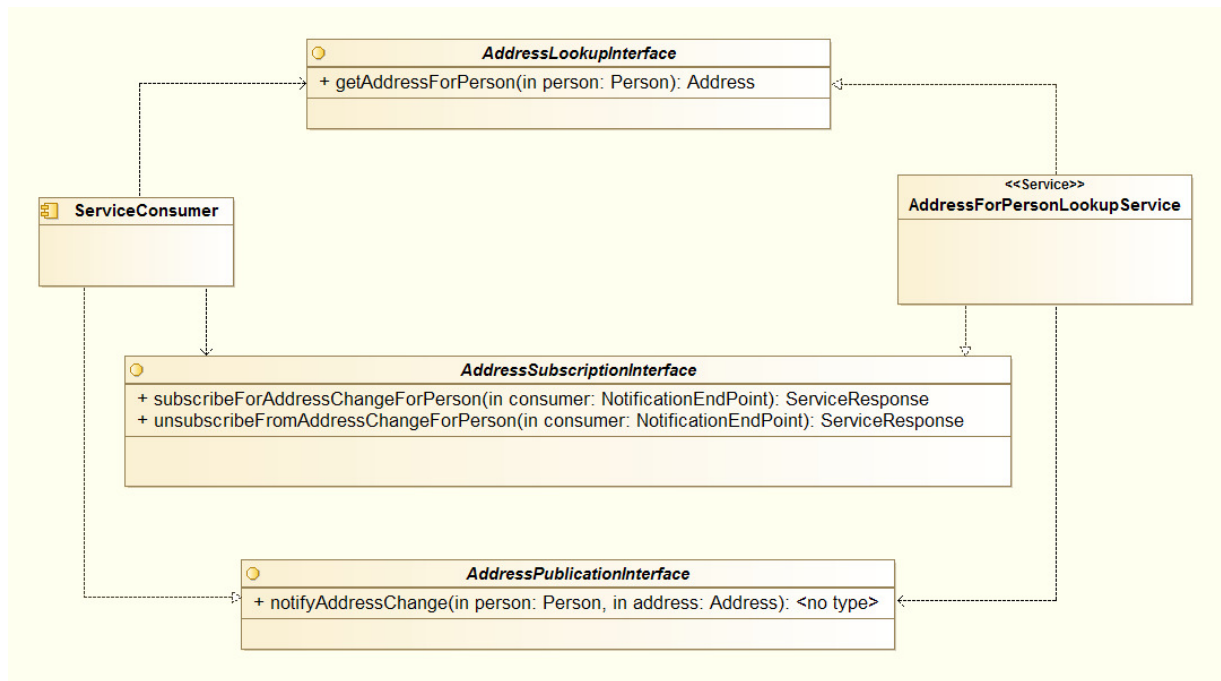 AddressLookupInterface
+ getAddressForPerson(in person: Person): Address
<<Service>>
AddressForPersonLookupService
ServiceConsumer
AddressSubscriptionInterface
+ subscribeForAddressChangeForPerson(in consumer: NotificationEndPoint): ServiceResponse
+ unsubscribeFromAddressChangeForPerson(in consumer: NotificationEndPoint): ServiceResponse
AddressPublicationInterface
+ notifyAddressChange(in person: Person, in address: Address): <no type>